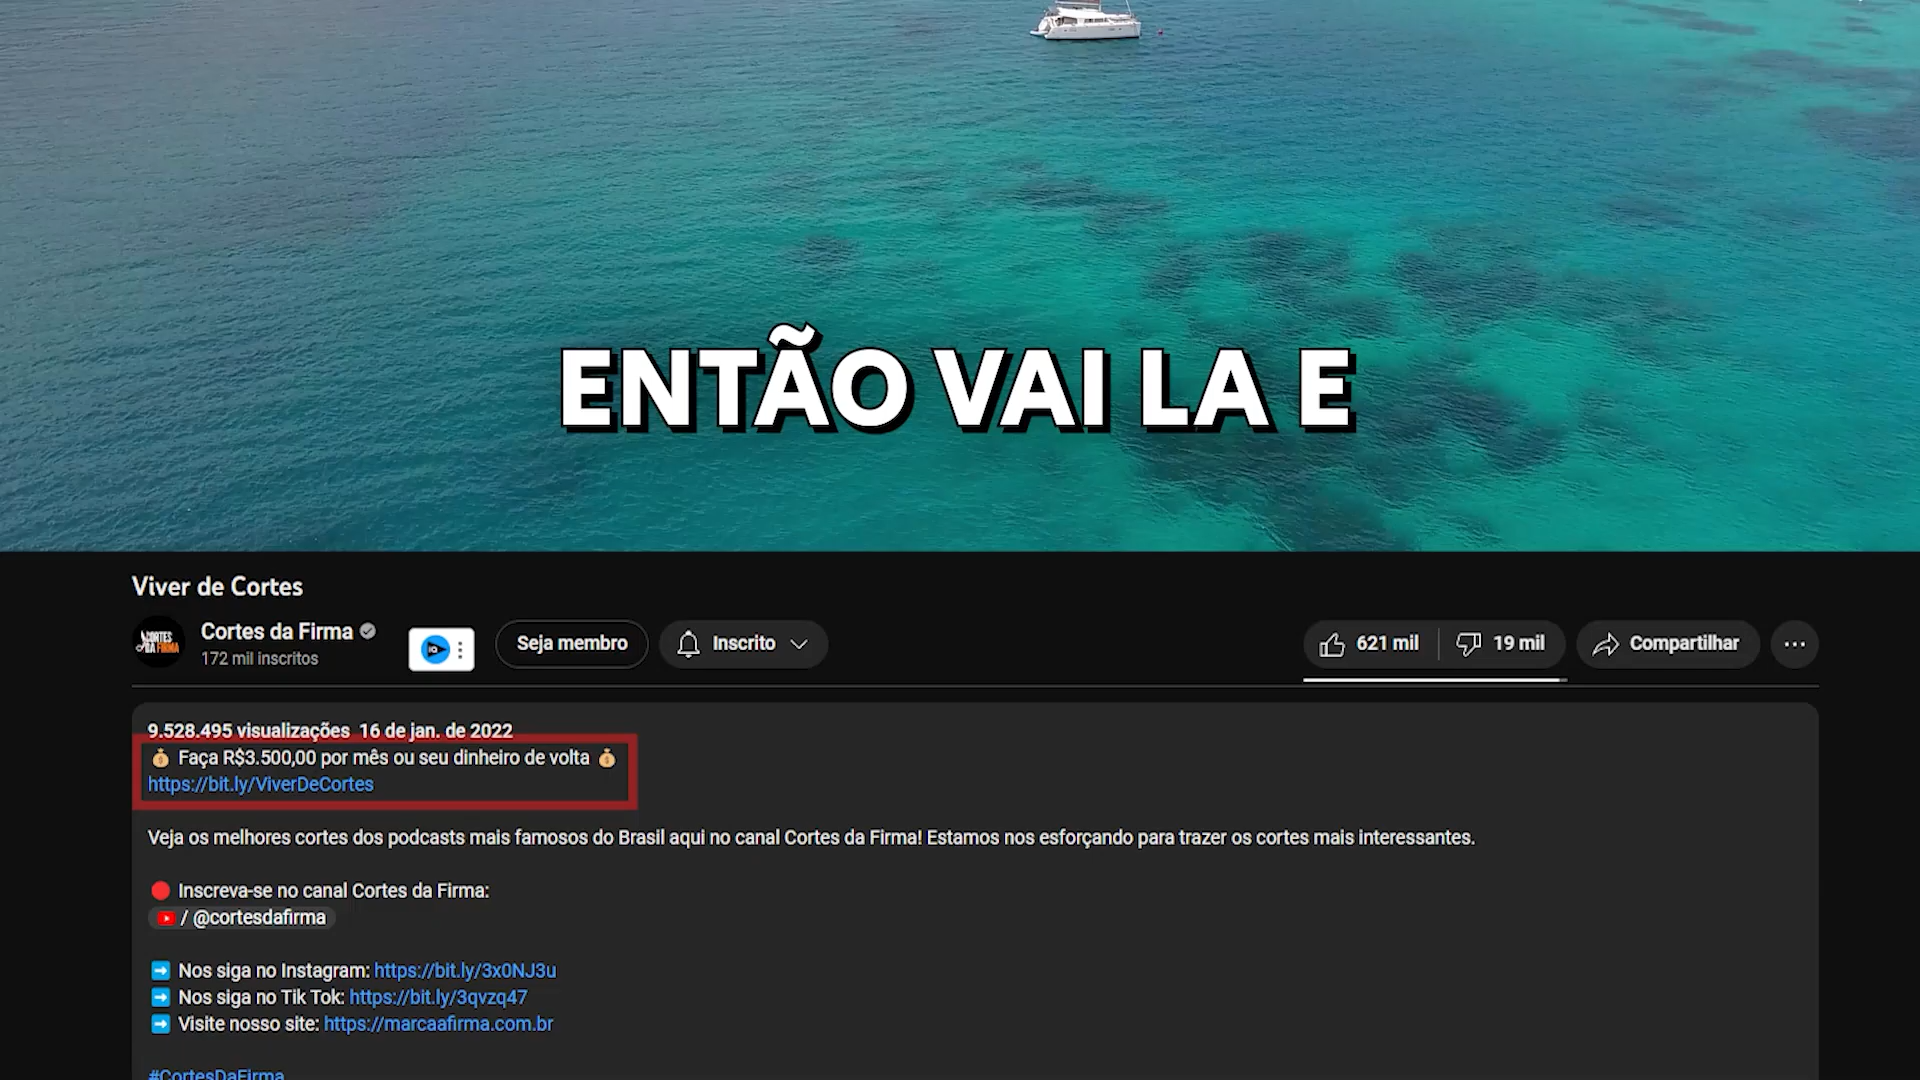 ENTÃO VAI LA E
Viver de Cortes
CORTES
DA FIRMA
Cortes da Firma
172 mil inscritos
Seja membro
Inscrito
621 mil
19 mil
Compartilhar
9.528.495 visualizações 16 de jan. de 2022
💰 Faça R$3.500,00 por mês ou seu dinheiro de volta 💰
https://bit.ly/ViverDeCortes
Veja os melhores cortes dos podcasts mais famosos do Brasil aqui no canal Cortes da Firma! Estamos nos esforçando para trazer os cortes mais interessantes.
🔴 Inscreva-se no canal Cortes da Firma:
/ @cortesdafirma
➡️ Nos siga no Instagram: https://bit.ly/3x0NJ3u
➡️ Nos siga no Tik Tok: https://bit.ly/3qvzq47
➡️ Visite nosso site: https://marcaafirma.com.br
#CortesDaFirma